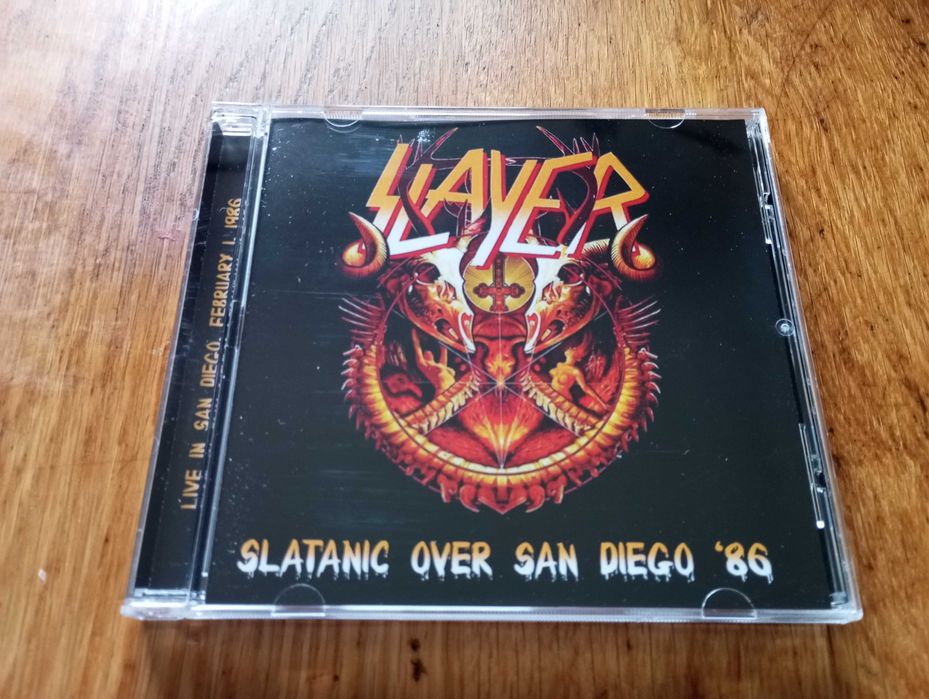 SLAYER
LIVE IN SAN DIEGO, FEBRUARY 1, 1986
SLATANIC OVER SAN DIEGO '86